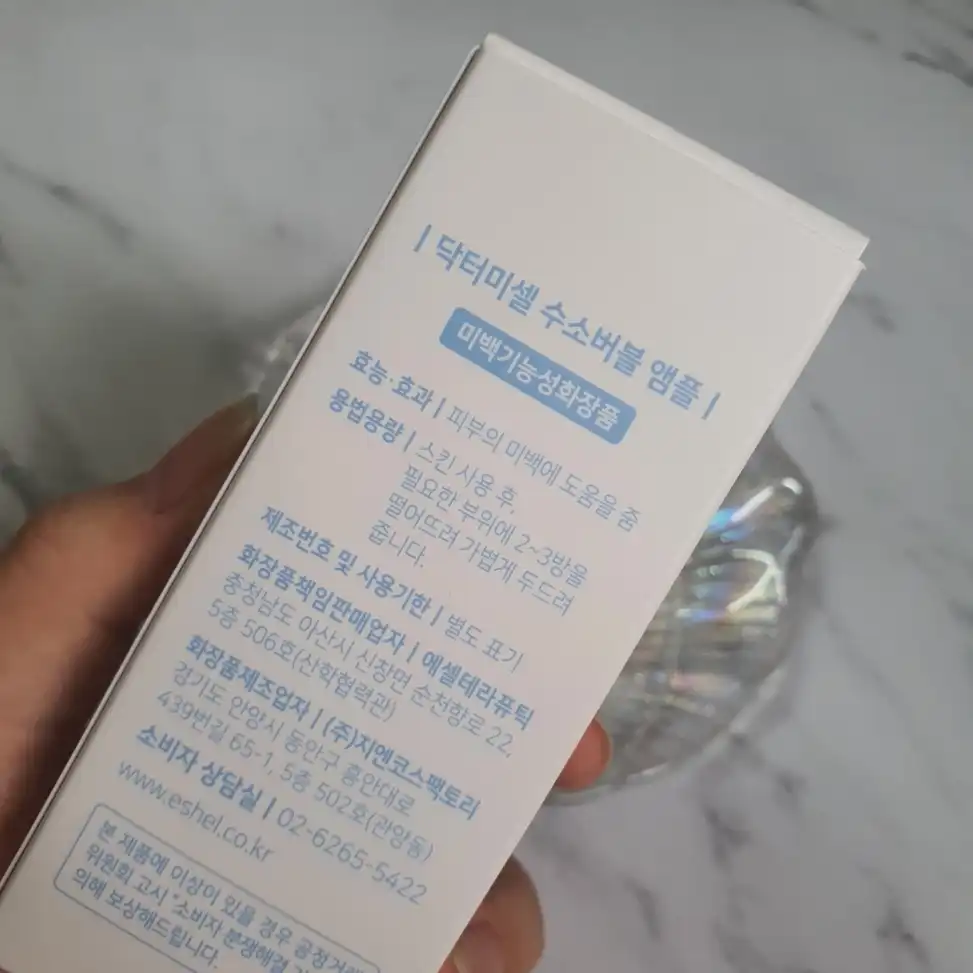 | 닥터미셀 수소버블 앰플 |
미백기능성화장품
효능·효과 | 피부의 미백에 도움을 줌
용법용량 | 스킨 사용 후,
필요한 부위에 2~3방울
떨어뜨려 가볍게 두드려
줍니다.
제조번호 및 사용기한 | 별도 표기
화장품책임판매업자 | 에셀테라퓨틱
충청남도 아산시 신창면 순천향로 22,
5층 506호(산학협력관)
화장품제조업자 | (주)지엔코스팩토리
경기도 안양시 동안구 흥안대로
439번길 65-1, 5층 502호(관양동)
소비자 상담실 | 02-6265-5422
www.eshel.co.kr
본 제품에 이상이 있을 경우 공정거래
위원회 고시 "소비자 분쟁해결
의해 보상해드립니다.